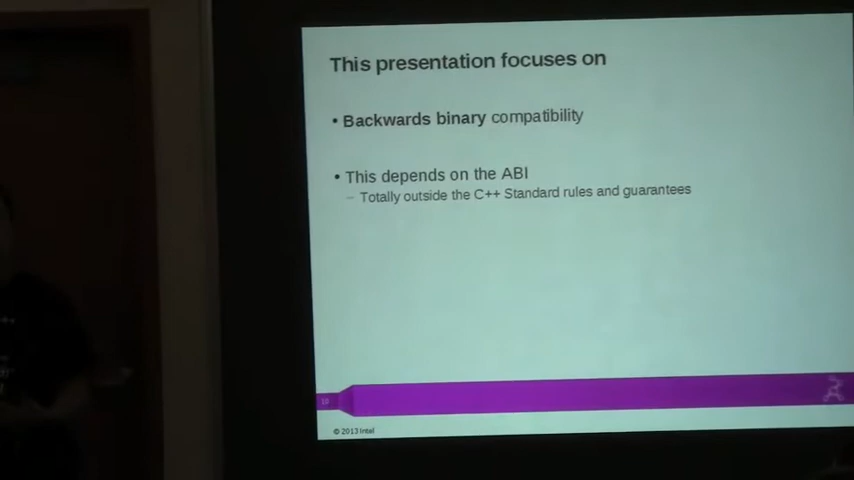 This presentation focuses on
• Backwards binary compatibility
• This depends on the ABI
– Totally outside the C++ Standard rules and guarantees
10
© 2013 Intel